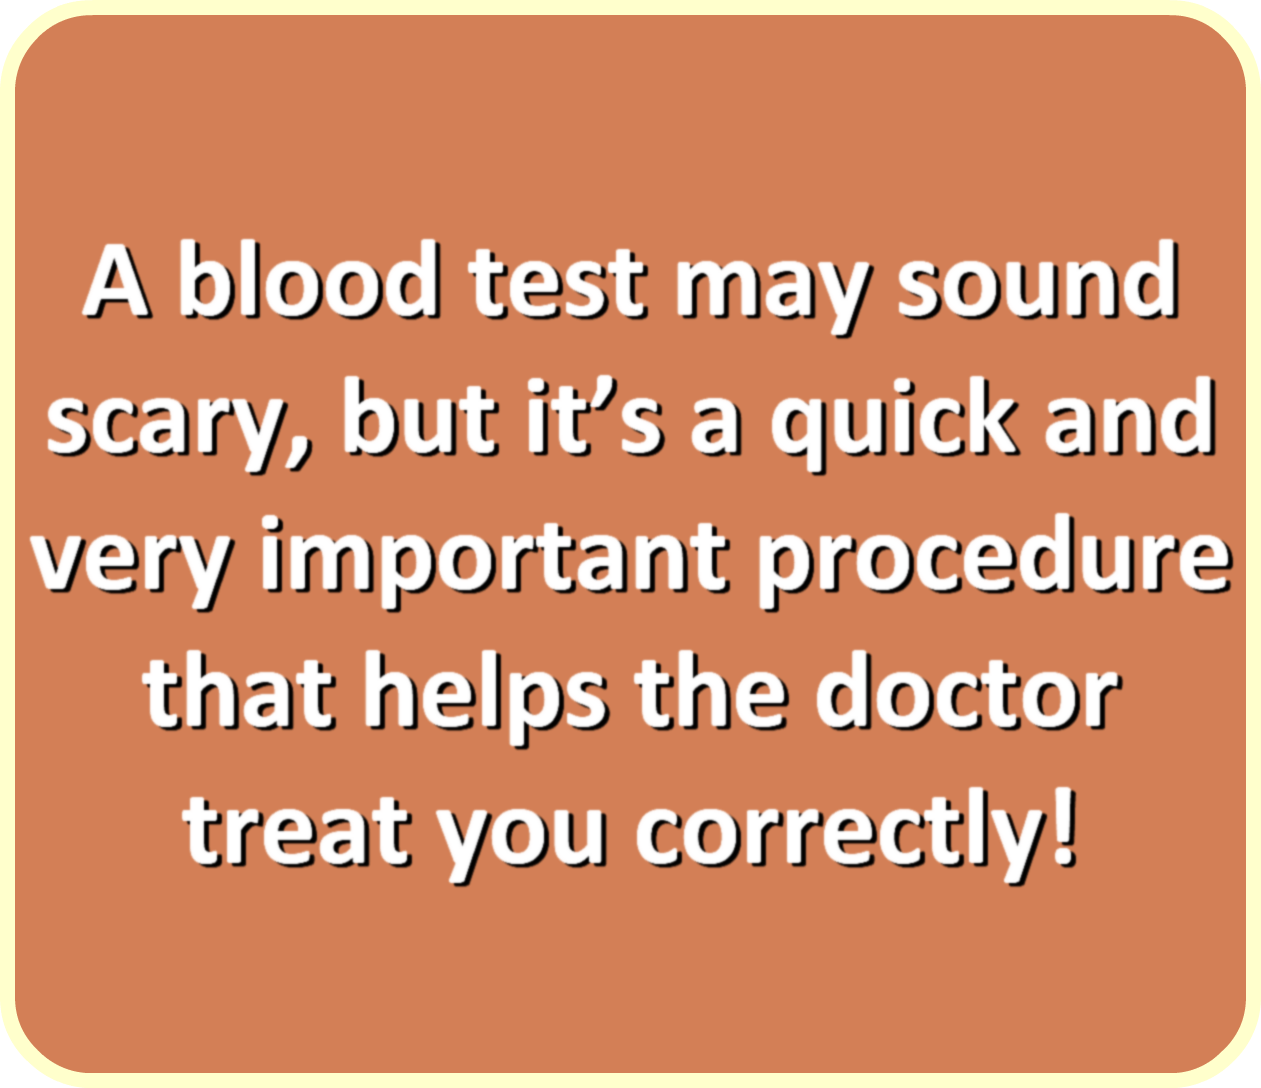 A blood test may sound
scary, but it’s a quick and
very important procedure
that helps the doctor
treat you correctly!